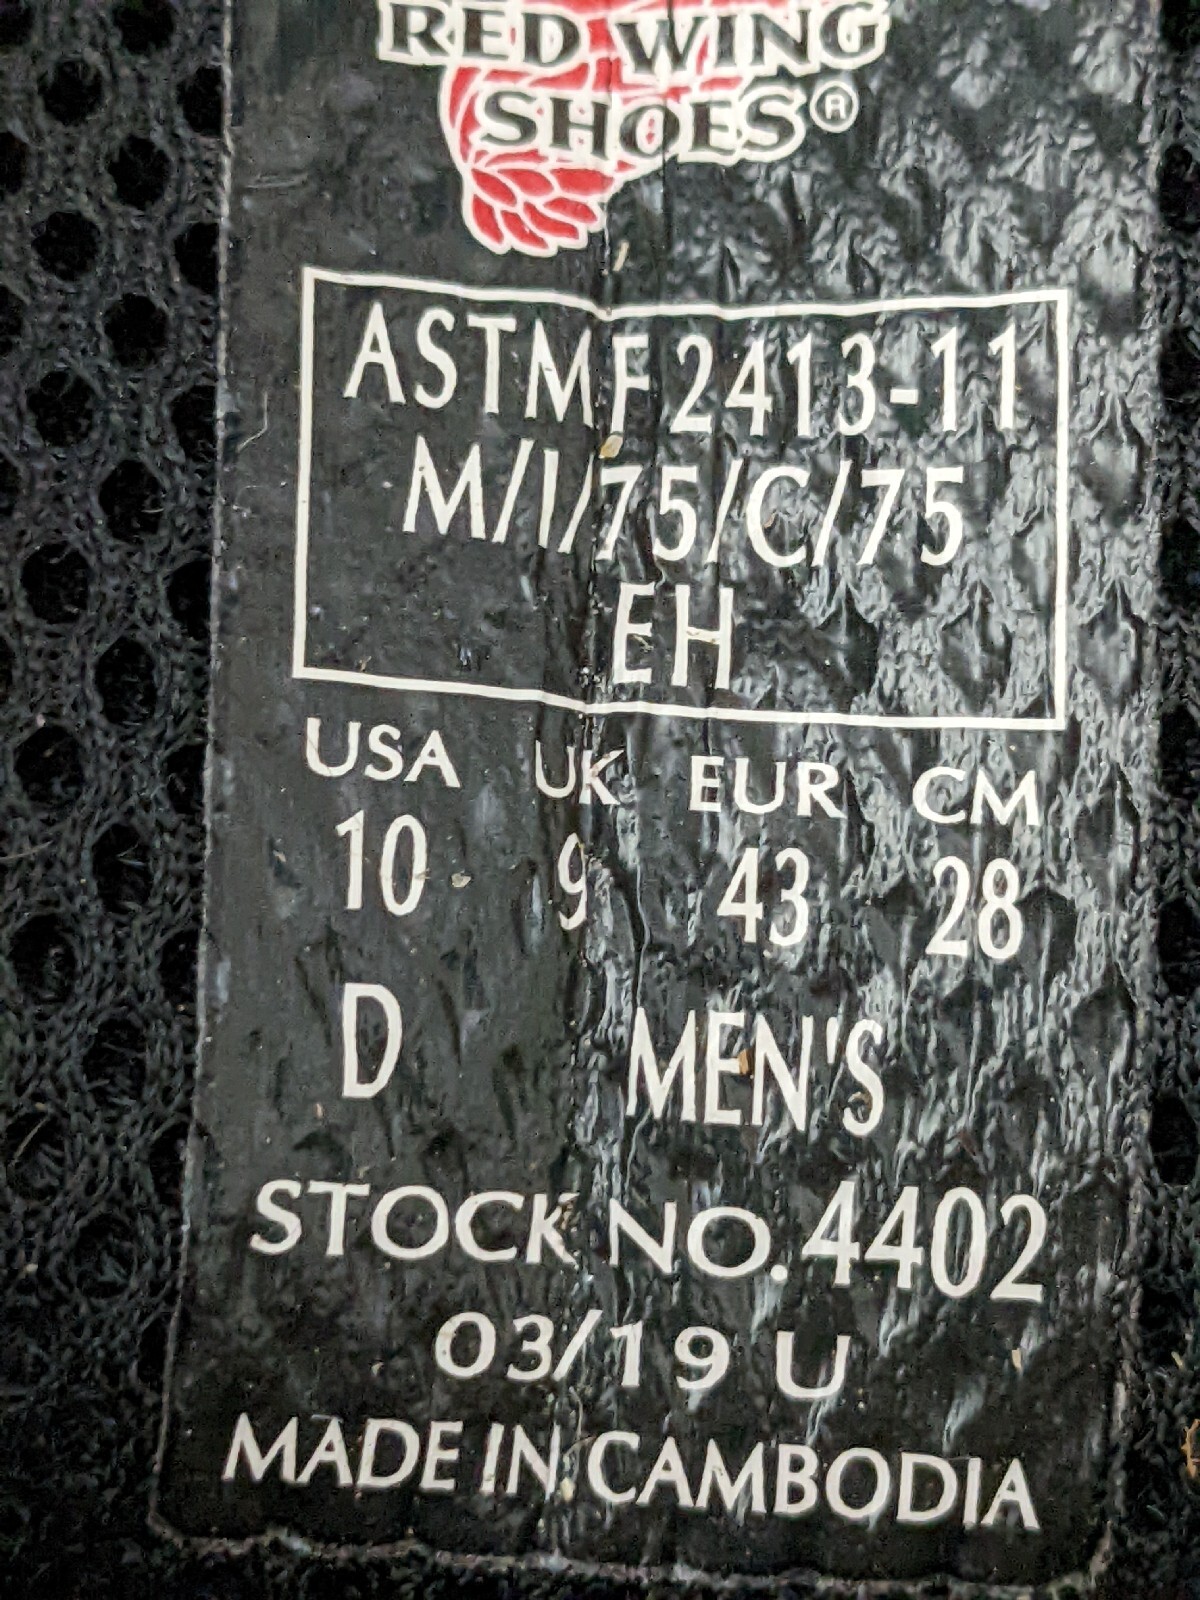 RED WING
SHOES®
ASTM F 2413-11
M/I/75/C/75
EH
USA UK EUR CM
10 9 43 28
D MEN'S
STOCK NO. 4402
03/19 U
MADE IN CAMBODIA